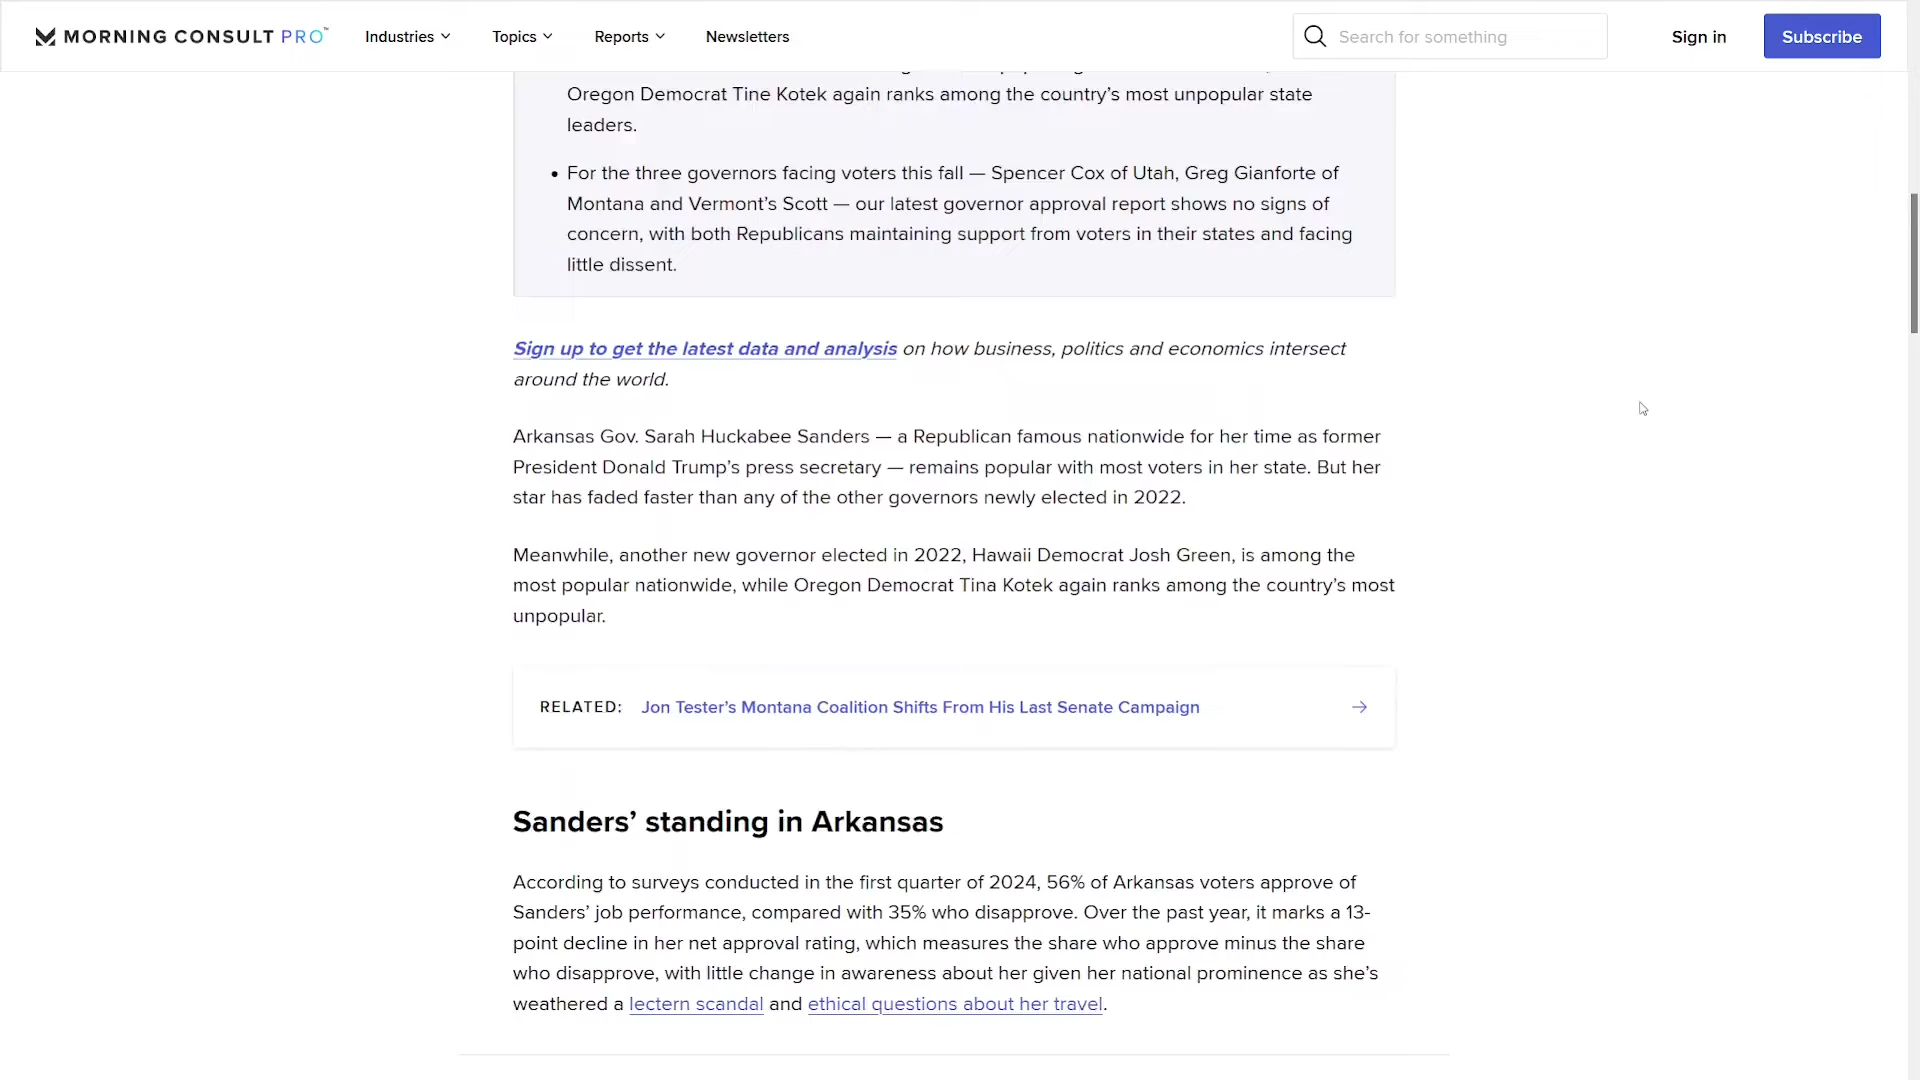 MORNING CONSULT PRO™ Industries Topics Reports Newsletters Search for something Sign in Subscribe
Oregon Democrat Tine Kotek again ranks among the country’s most unpopular state
leaders.
• For the three governors facing voters this fall — Spencer Cox of Utah, Greg Gianforte of
Montana and Vermont’s Scott — our latest governor approval report shows no signs of
concern, with both Republicans maintaining support from voters in their states and facing
little dissent.
Sign up to get the latest data and analysis on how business, politics and economics intersect
around the world.
Arkansas Gov. Sarah Huckabee Sanders — a Republican famous nationwide for her time as former
President Donald Trump’s press secretary — remains popular with most voters in her state. But her
star has faded faster than any of the other governors newly elected in 2022.
Meanwhile, another new governor elected in 2022, Hawaii Democrat Josh Green, is among the
most popular nationwide, while Oregon Democrat Tina Kotek again ranks among the country’s most
unpopular.
RELATED: Jon Tester’s Montana Coalition Shifts From His Last Senate Campaign →
Sanders’ standing in Arkansas
According to surveys conducted in the first quarter of 2024, 56% of Arkansas voters approve of
Sanders’ job performance, compared with 35% who disapprove. Over the past year, it marks a 13-
point decline in her net approval rating, which measures the share who approve minus the share
who disapprove, with little change in awareness about her given her national prominence as she’s
weathered a lectern scandal and ethical questions about her travel.